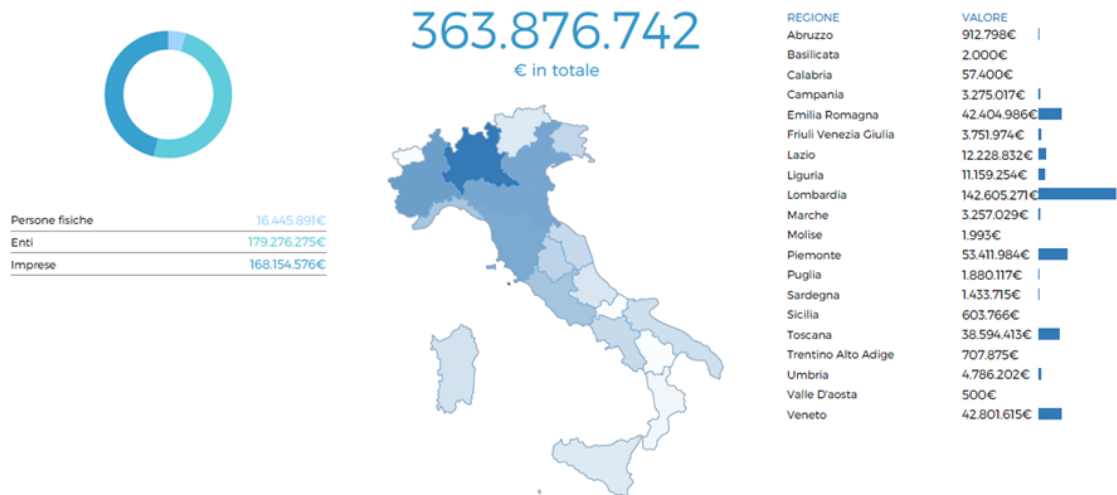 363.876.742
€ in totale
Persone fisiche 16.445.891€
Enti 179.276.275€
Imprese 168.154.576€
REGIONE VALORE
Abruzzo 912.798€
Basilicata 2.000€
Calabria 57.400€
Campania 3.275.017€
Emilia Romagna 42.404.986€
Friuli Venezia Giulia 3.751.974€
Lazio 12.228.832€
Liguria 11.159.254€
Lombardia 142.605.271€
Marche 3.257.029€
Molise 1.993€
Piemonte 53.411.984€
Puglia 1.880.117€
Sardegna 1.433.715€
Sicilia 603.766€
Toscana 38.594.413€
Trentino Alto Adige 707.875€
Umbria 4.786.202€
Valle D'aosta 500€
Veneto 42.801.615€